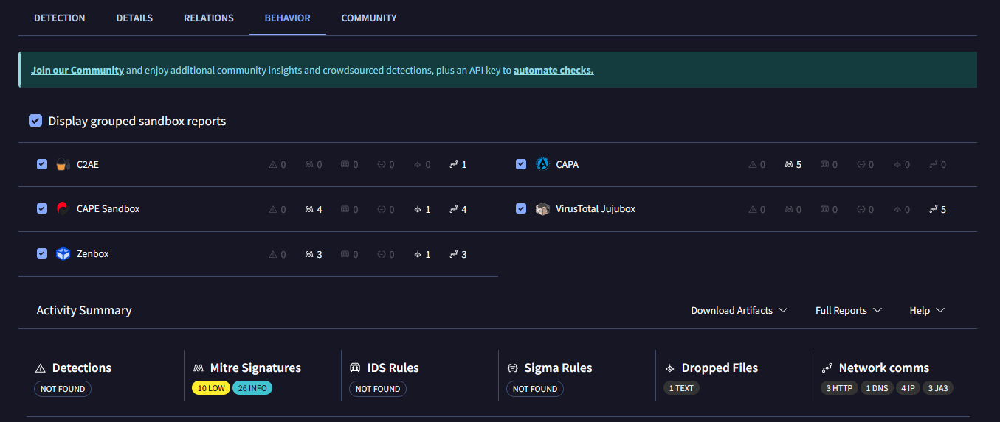 DETECTION DETAILS RELATIONS BEHAVIOR COMMUNITY
Join our Community and enjoy additional community insights and crowdsourced detections, plus an API key to automate checks.
Display grouped sandbox reports
C2AE 0 0 0 0 0 1 CAPA 0 5 0 0 0 0
CAPE Sandbox 0 4 0 0 1 4 VirusTotal Jujubox 0 0 0 0 0 5
Zenbox 0 3 0 0 1 3
Activity Summary Download Artifacts Full Reports Help
Detections Mitre Signatures IDS Rules Sigma Rules Dropped Files Network comms
NOT FOUND 10 LOW 26 INFO NOT FOUND NOT FOUND 1 TEXT 3 HTTP 1 DNS 4 IP 3 JA3